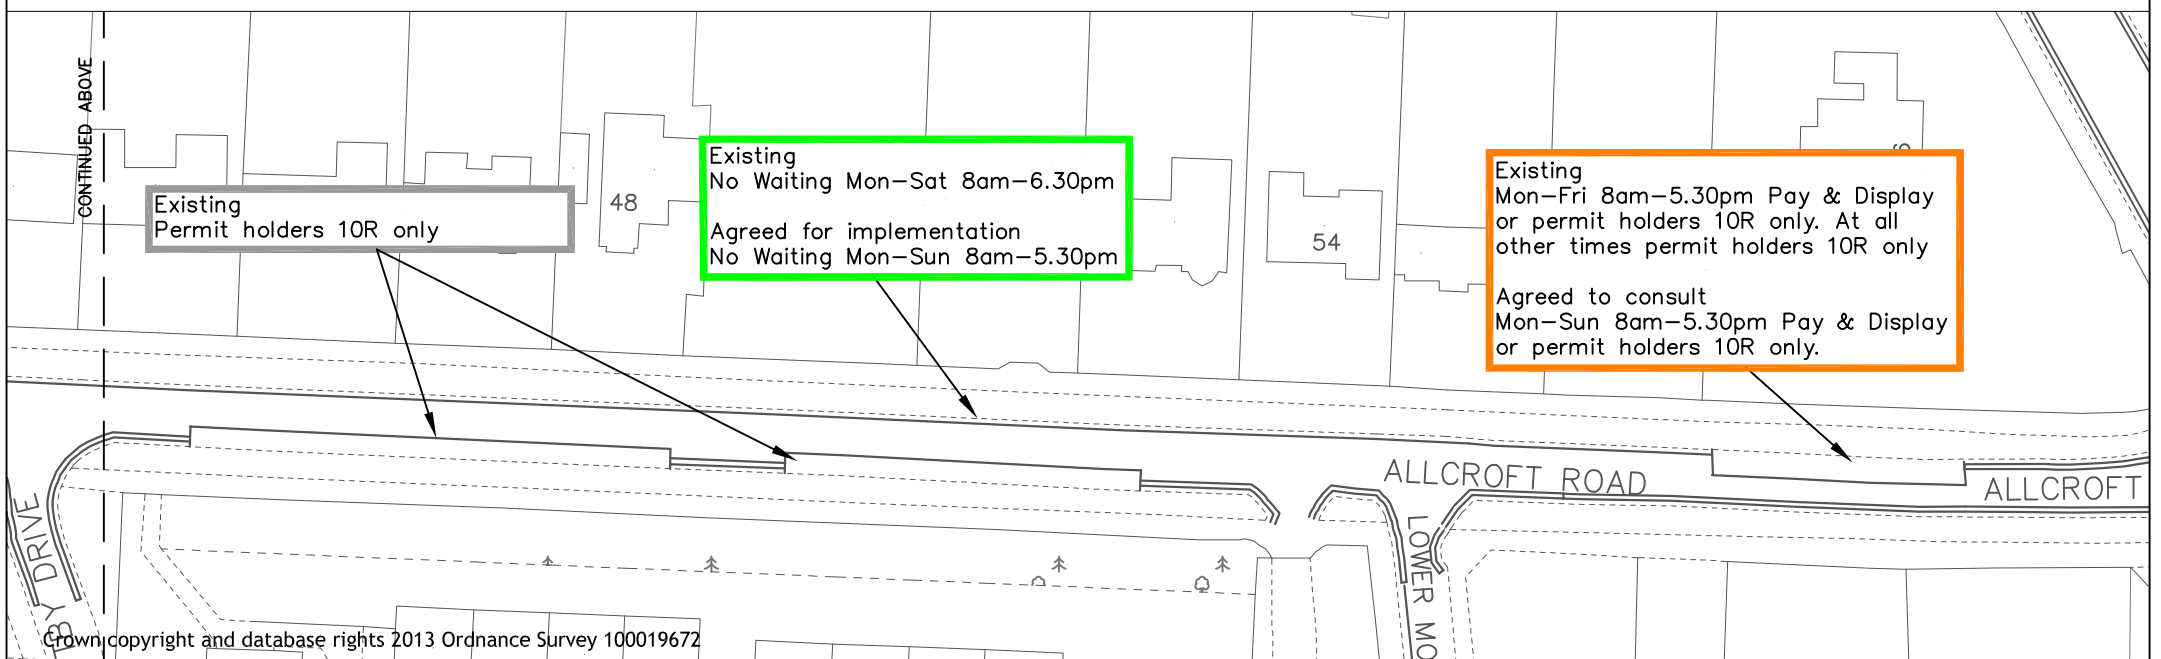 CONTINUED ABOVE
Existing
Permit holders 10R only
48
Existing
No Waiting Mon-Sat 8am-6.30pm
Agreed for implementation
No Waiting Mon-Sun 8am-5.30pm
54
Existing
Mon-Fri 8am-5.30pm Pay & Display
or permit holders 10R only. At all
other times permit holders 10R only
Agreed to consult
Mon-Sun 8am-5.30pm Pay & Display
or permit holders 10R only.
ALLCROFT ROAD
ALLCROFT
BY DRIVE
LOWER MO
Crown copyright and database rights 2013 Ordnance Survey 100019672